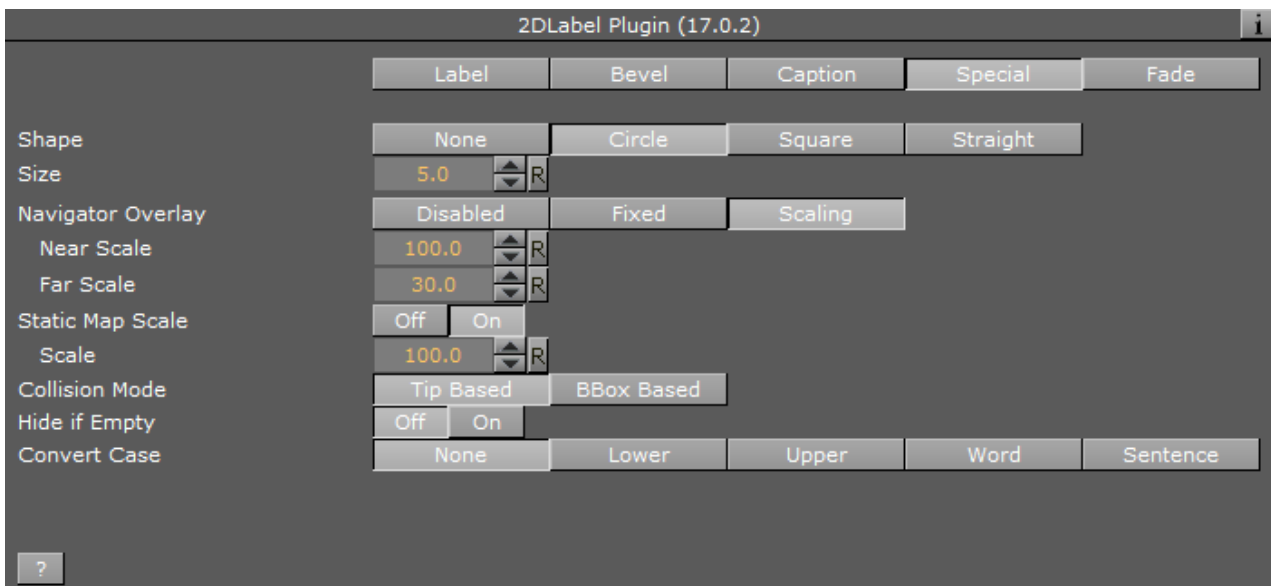 2DLabel Plugin (17.0.2) i
Label Bevel Caption Special Fade
Shape None Circle Square Straight
Size 5.0 R
Navigator Overlay Disabled Fixed Scaling
Near Scale 100.0 R
Far Scale 30.0 R
Static Map Scale Off On
Scale 100.0 R
Collision Mode Tip Based BBox Based
Hide if Empty Off On
Convert Case None Lower Upper Word Sentence
?